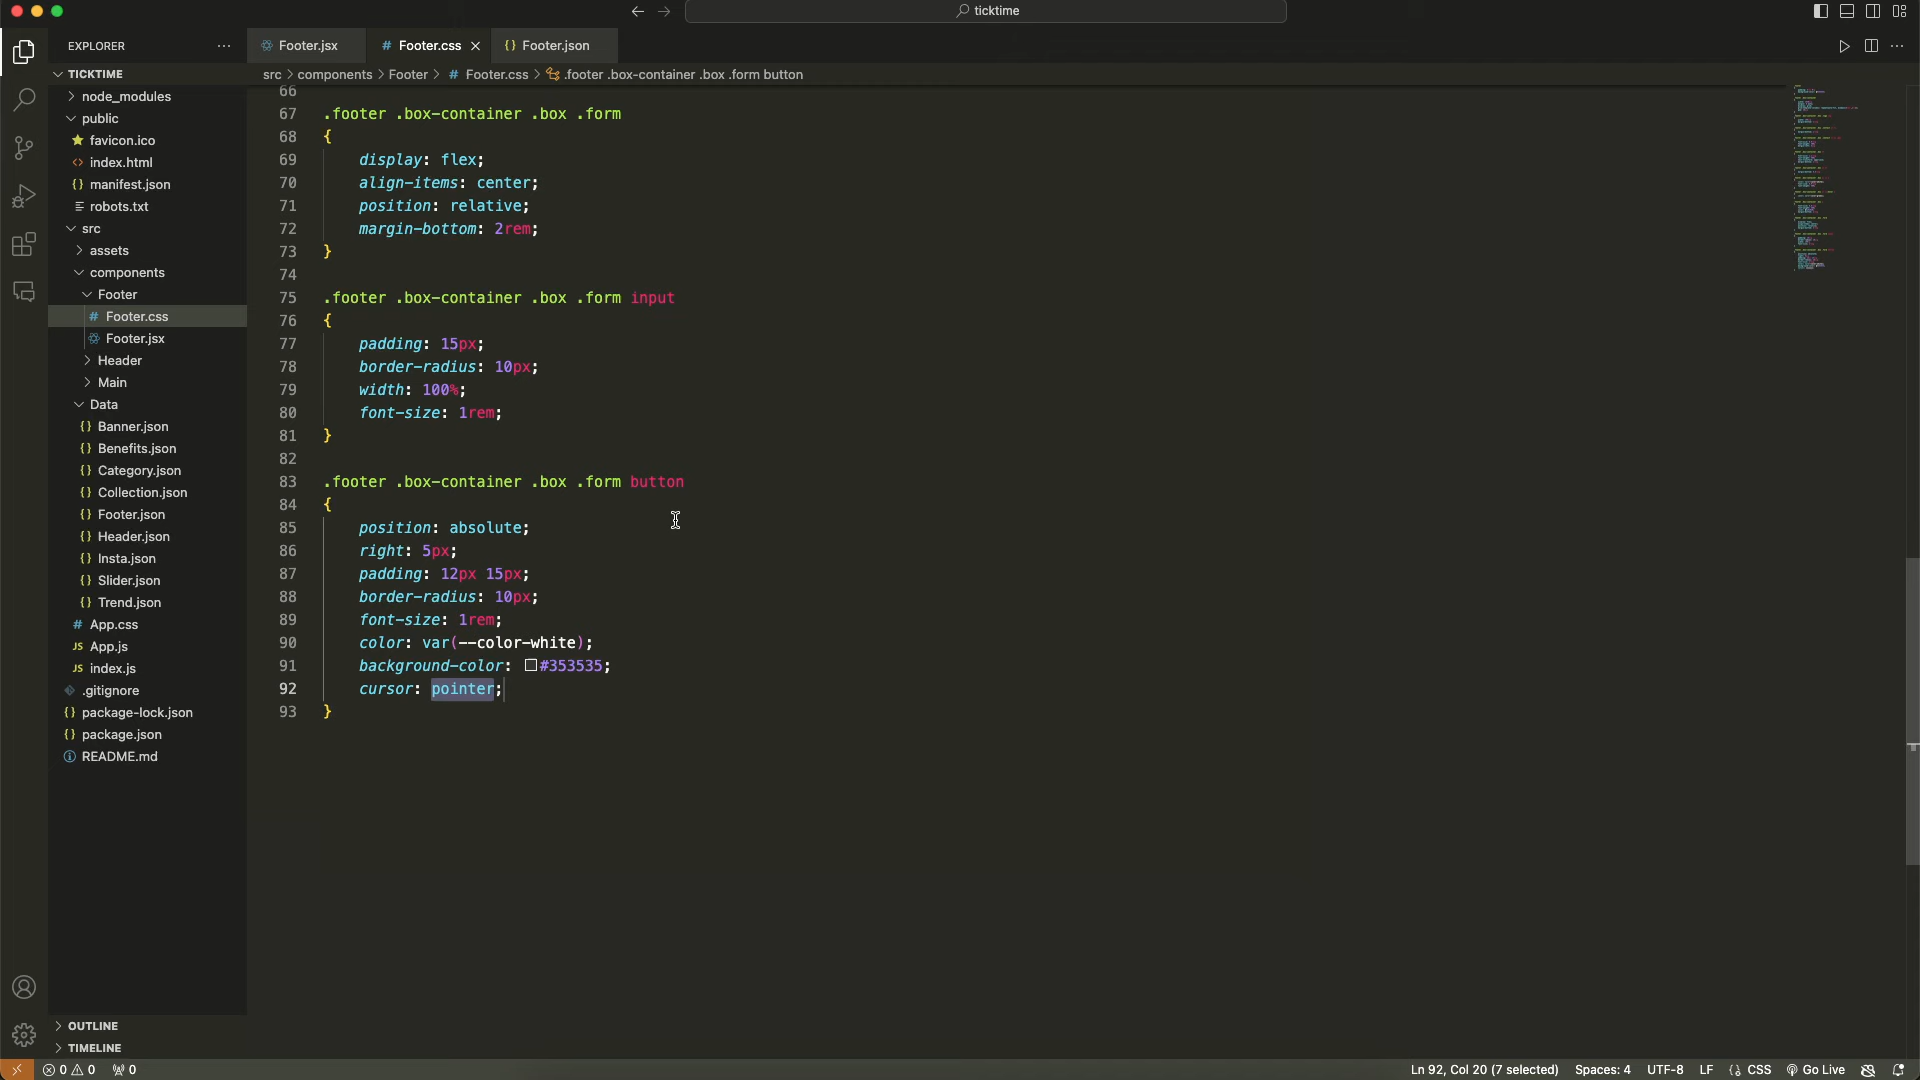 ticktime
EXPLORER
Footer.jsx
# Footer.css
{} Footer.json
TICKTIME
src > components > Footer > # Footer.css > .footer .box-container .box .form button
node_modules
public
favicon.ico
<> index.html
{} manifest.json
robots.txt
src
assets
components
Footer
# Footer.css
Footer.jsx
Header
Main
Data
{} Banner.json
{} Benefits.json
{} Category.json
{} Collection.json
{} Footer.json
{} Header.json
{} Insta.json
{} Slider.json
{} Trend.json
# App.css
JS App.js
JS index.js
.gitignore
{} package-lock.json
{} package.json
README.md
OUTLINE
TIMELINE
66
67 .footer .box-container .box .form
68 {
69 display: flex;
70 align-items: center;
71 position: relative;
72 margin-bottom: 2rem;
73 }
74
75 .footer .box-container .box .form input
76 {
77 padding: 15px;
78 border-radius: 10px;
79 width: 100%;
80 font-size: 1rem;
81 }
82
83 .footer .box-container .box .form button
84 {
85 position: absolute;
86 right: 5px;
87 padding: 12px 15px;
88 border-radius: 10px;
89 font-size: 1rem;
90 color: var(--color-white);
91 background-color: #353535;
92 cursor: pointer;
93 }
0 0 0
Ln 92, Col 20 (7 selected) Spaces: 4 UTF-8 LF {} CSS Go Live